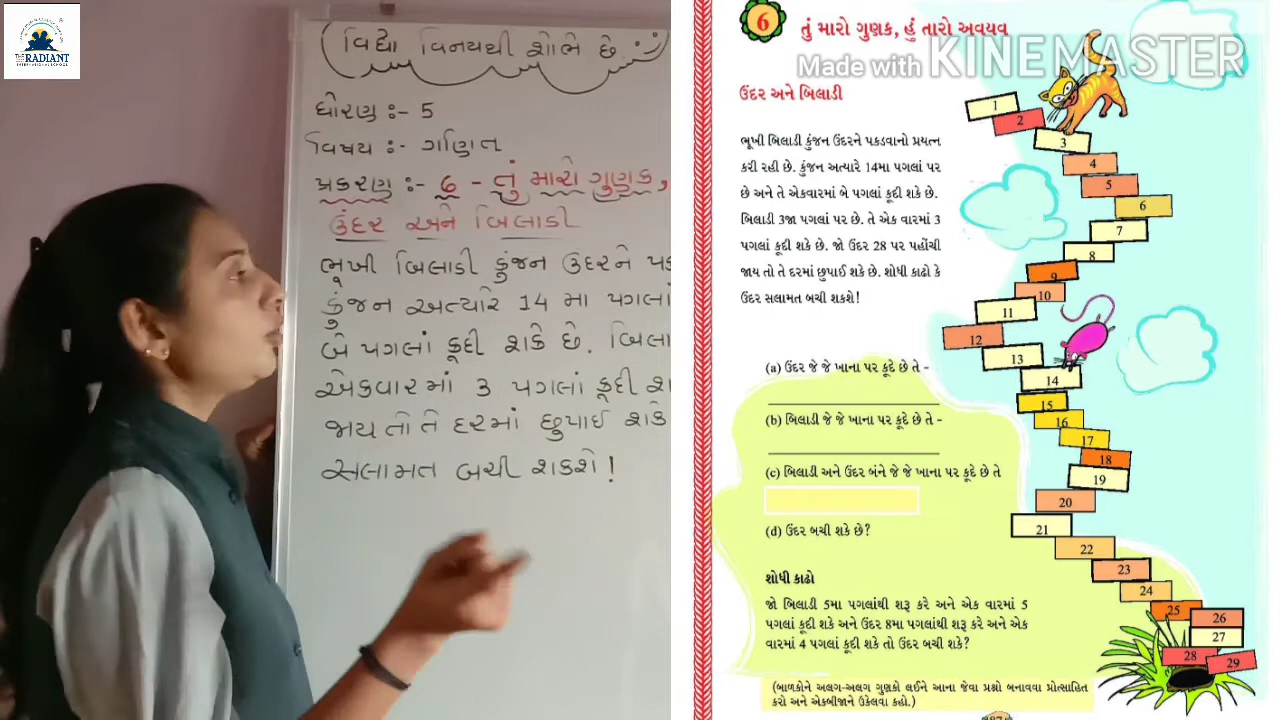 THE RADIANT
INTERNATIONAL SCHOOL
વિદ્યા વિનયથી શોભે છે
ધોરણ :- 5
વિષય :- ગણિત
પ્રકરણ :- 6 - તું મારો ગુણક,
ઉંદર અને બિલાડી
ભૂખી બિલાડી કુંજન ઉંદરને પક
કુંજન અત્યારે 14 મા પગલાં
બે પગલાં કૂદી શકે છે. બિલા
એકવારમાં 3 પગલાં કૂદી શ
જાય તો તે દરમાં છુપાઈ શકે
સલામત બચી શકશે!
6
તું મારો ગુણક, હું તારો અવયવ
Made with KINEMASTER
ઉંદર અને બિલાડી
ભૂખી બિલાડી કુંજન ઉંદરને પકડવાનો પ્રયત્ન
કરી રહી છે. કુંજન અત્યારે 14મા પગલાં પર
છે અને તે એકવારમાં બે પગલાં કૂદી શકે છે.
બિલાડી 3જા પગલાં પર છે. તે એક વારમાં 3
પગલાં કૂદી શકે છે. જો ઉંદર 28 પર પહોંચી
જાય તો તે દરમાં છુપાઈ શકે છે. શોધી કાઢો કે
ઉંદર સલામત બચી શકશે!
(a) ઉંદર જે જે ખાના પર કૂદે છે તે -
(b) બિલાડી જે જે ખાના પર કૂદે છે તે -
(c) બિલાડી અને ઉંદર બંને જે જે ખાના પર કૂદે છે તે
(d) ઉંદર બચી શકે છે?
શોધી કાઢો
જો બિલાડી 5મા પગલાંથી શરૂ કરે અને એક વારમાં 5
પગલાં કૂદી શકે અને ઉંદર 8મા પગલાંથી શરૂ કરે અને એક
વારમાં 4 પગલાં કૂદી શકે તો ઉંદર બચી શકે?
(બાળકોને અલગ-અલગ ગુણકો લઈને આના જેવા પ્રશ્નો બનાવવા પ્રોત્સાહિત
કરો અને એકબીજાને ઉકેલવા કહો.)
1
2
3
4
5
6
7
8
9
10
11
12
13
14
15
16
17
18
19
20
21
22
23
24
25
26
27
28
29